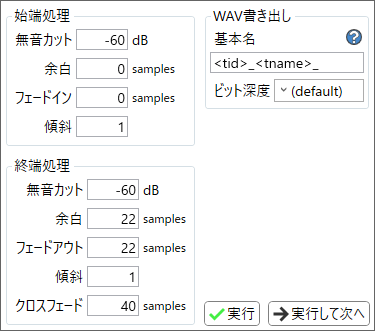 始端処理
無音カット -60 dB
余白 0 samples
フェードイン 0 samples
傾斜 1
終端処理
無音カット -60 dB
余白 22 samples
フェードアウト 22 samples
傾斜 1
クロスフェード 40 samples
WAV書き出し
基本名 ?
<tid>_<tname>_
ビット深度 (default)
実行 実行して次へ